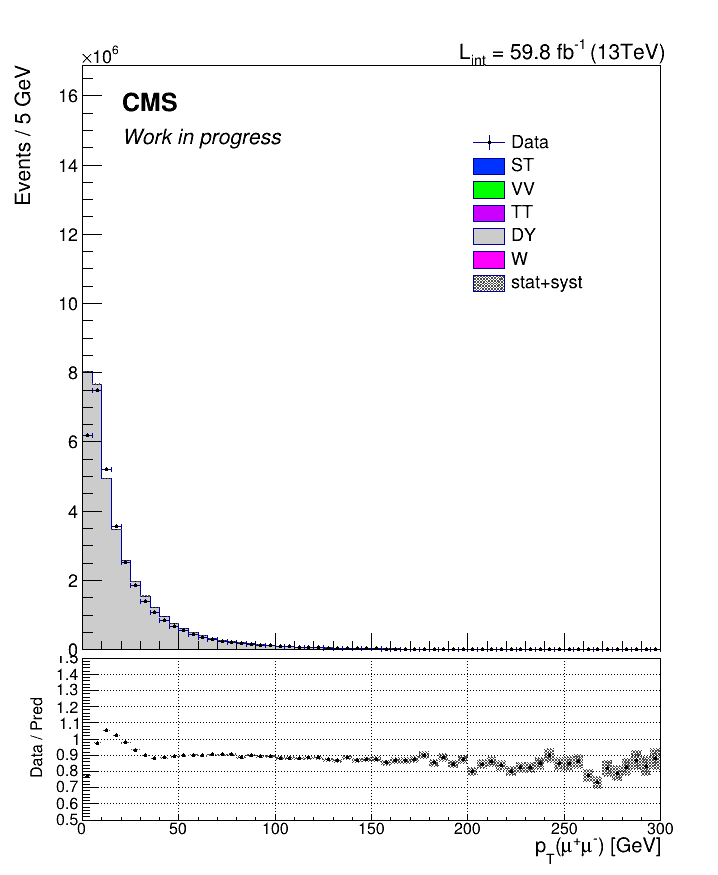 ×10⁶
L_int = 59.8 fb⁻¹ (13TeV)
Events / 5 GeV
CMS
Work in progress
Data
ST
VV
TT
DY
W
stat+syst
16
14
12
10
8
6
4
2
0
Data / Pred
1.5
1.4
1.3
1.2
1.1
1
0.9
0.8
0.7
0.6
0.5
0 50 100 150 200 250 300
p_T(μ⁺μ⁻) [GeV]